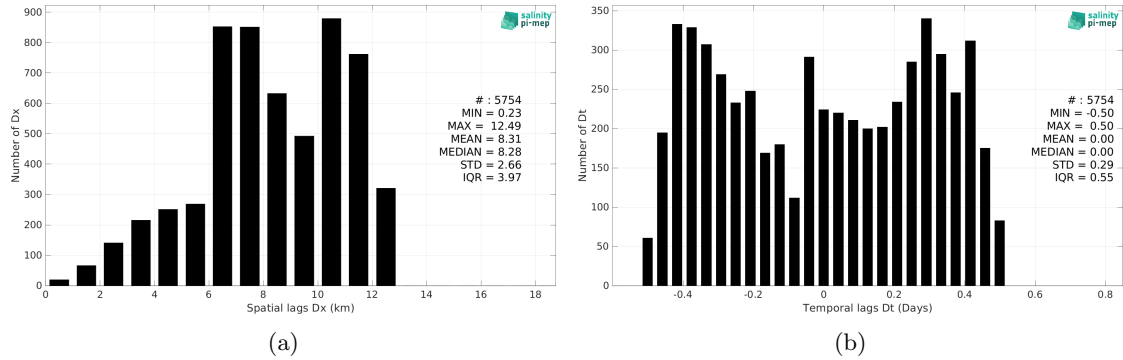 900
800
700
600
500
400
300
200
100
0
Number of Dx
0 2 4 6 8 10 12 14 16 18
Spatial lags Dx (km)
salinity
pi-mep
# : 5754
MIN = 0.23
MAX = 12.49
MEAN = 8.31
MEDIAN = 8.28
STD = 2.66
IQR = 3.97
(a)
350
300
250
200
150
100
50
0
Number of Dt
-0.4 -0.2 0 0.2 0.4 0.6 0.8
Temporal lags Dt (Days)
salinity
pi-mep
# : 5754
MIN = -0.50
MAX = 0.50
MEAN = 0.00
MEDIAN = 0.00
STD = 0.29
IQR = 0.55
(b)